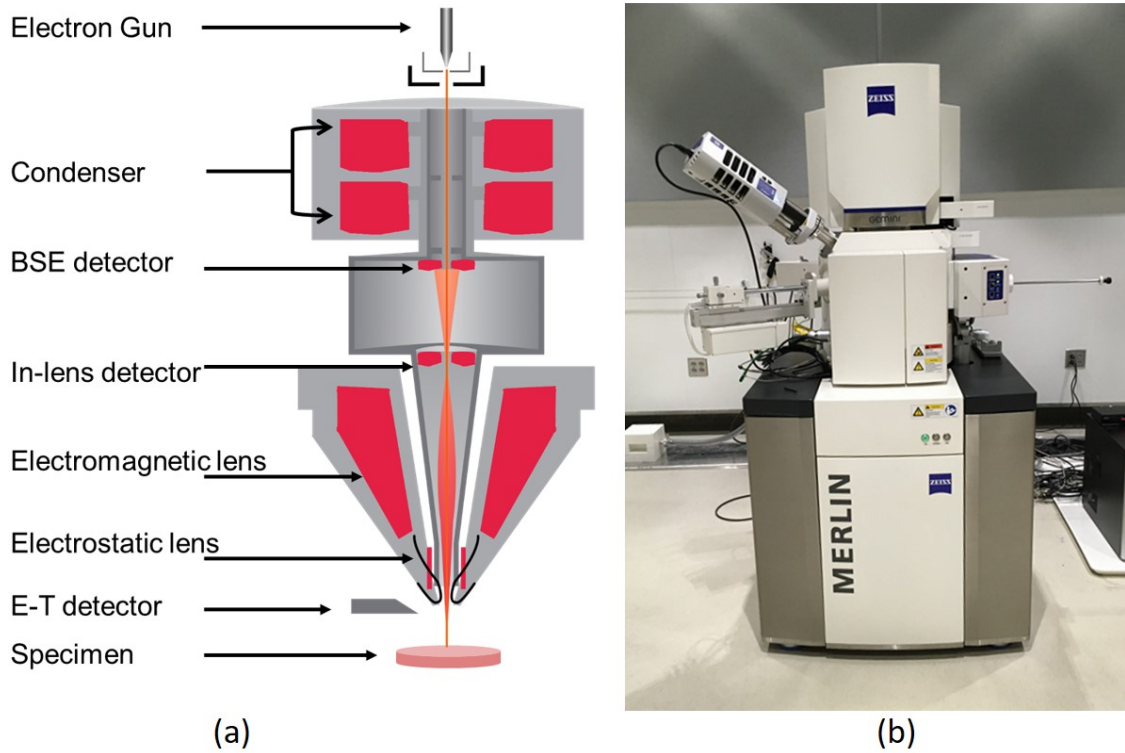 Electron Gun
Condenser
BSE detector
In-lens detector
Electromagnetic lens
Electrostatic lens
E-T detector
Specimen
(a)
ZEISS
GEMINI
ZEISS
MERLIN
(b)